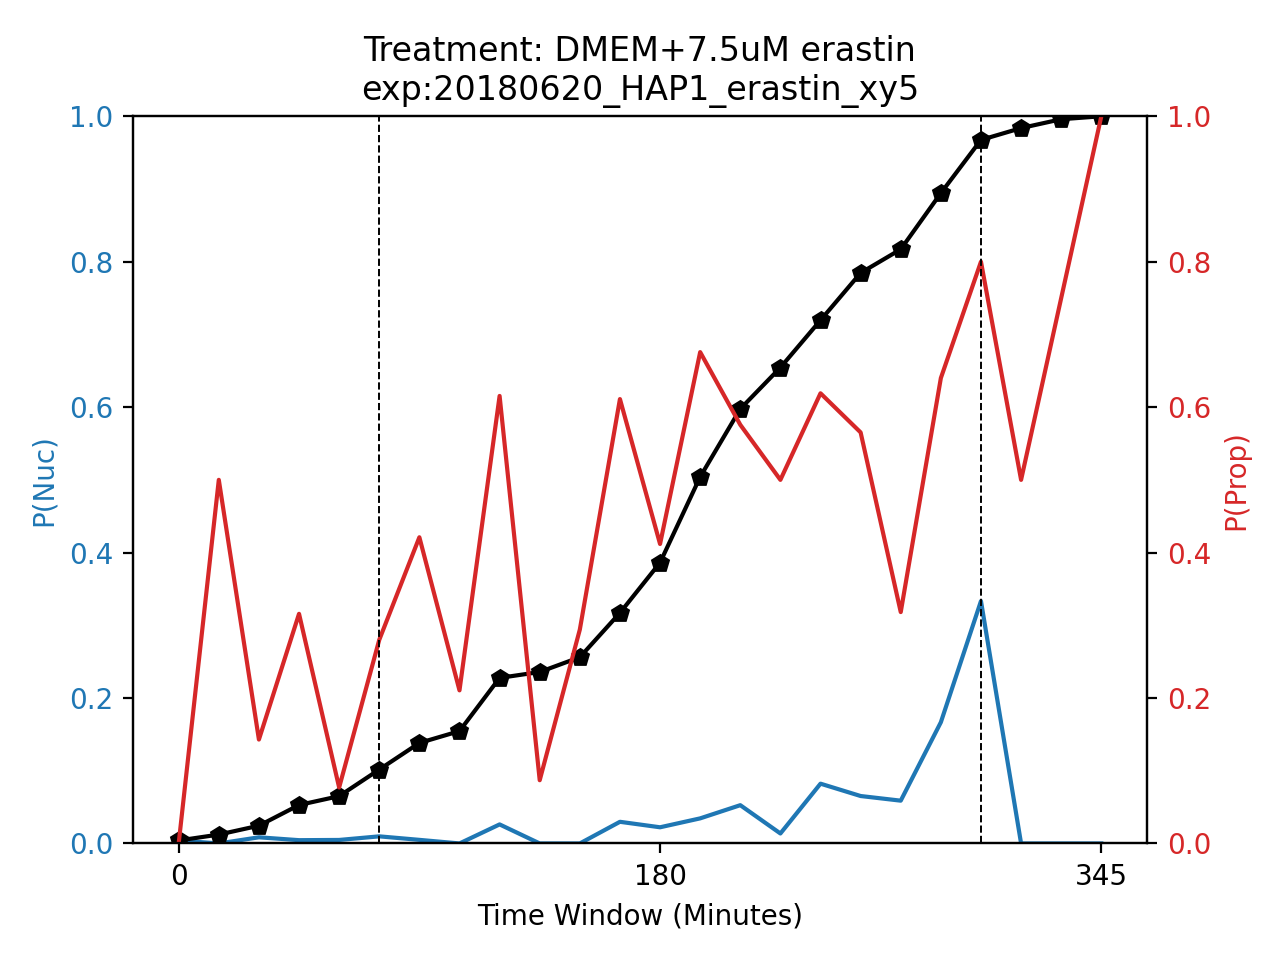 Treatment: DMEM+7.5uM erastin
exp:20180620_HAP1_erastin_xy5
1.0
0.8
0.6
0.4
0.2
0.0
P(Nuc)
1.0
0.8
0.6
0.4
0.2
0.0
P(Prop)
0 180 345
Time Window (Minutes)